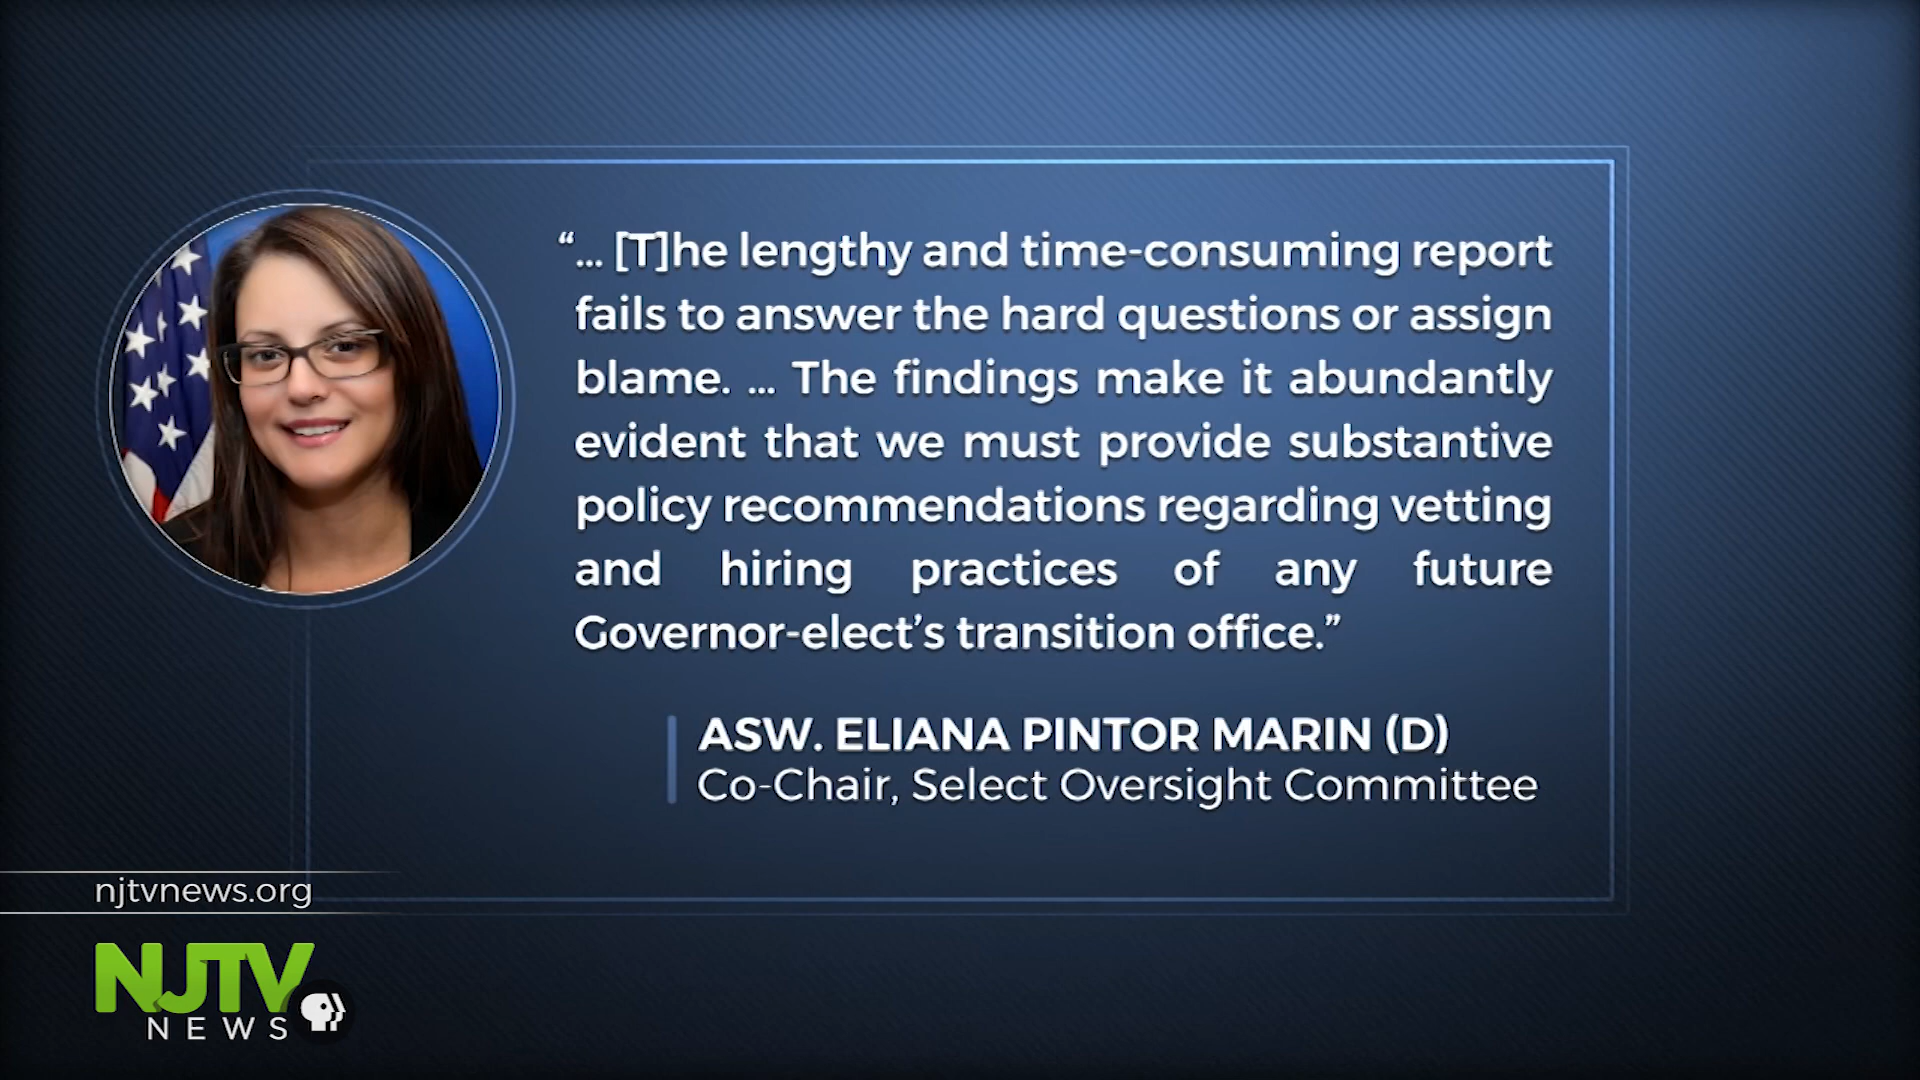 “... [T]he lengthy and time-consuming report
fails to answer the hard questions or assign
blame. ... The findings make it abundantly
evident that we must provide substantive
policy recommendations regarding vetting
and hiring practices of any future
Governor-elect’s transition office.”
ASW. ELIANA PINTOR MARIN (D)
Co-Chair, Select Oversight Committee
njtvnews.org
NJTV
NEWS